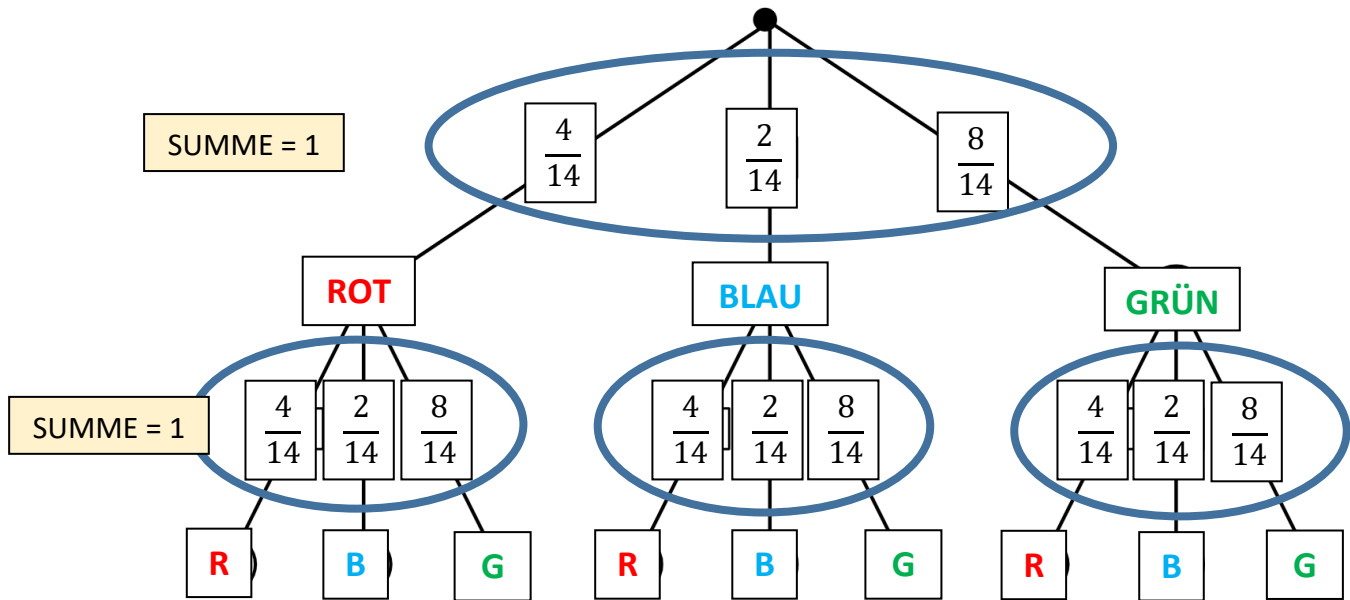 SUMME = 1
4/14 2/14 8/14
ROT BLAU GRÜN
SUMME = 1
4/14 2/14 8/14 4/14 2/14 8/14 4/14 2/14 8/14
R B G R B G R B G